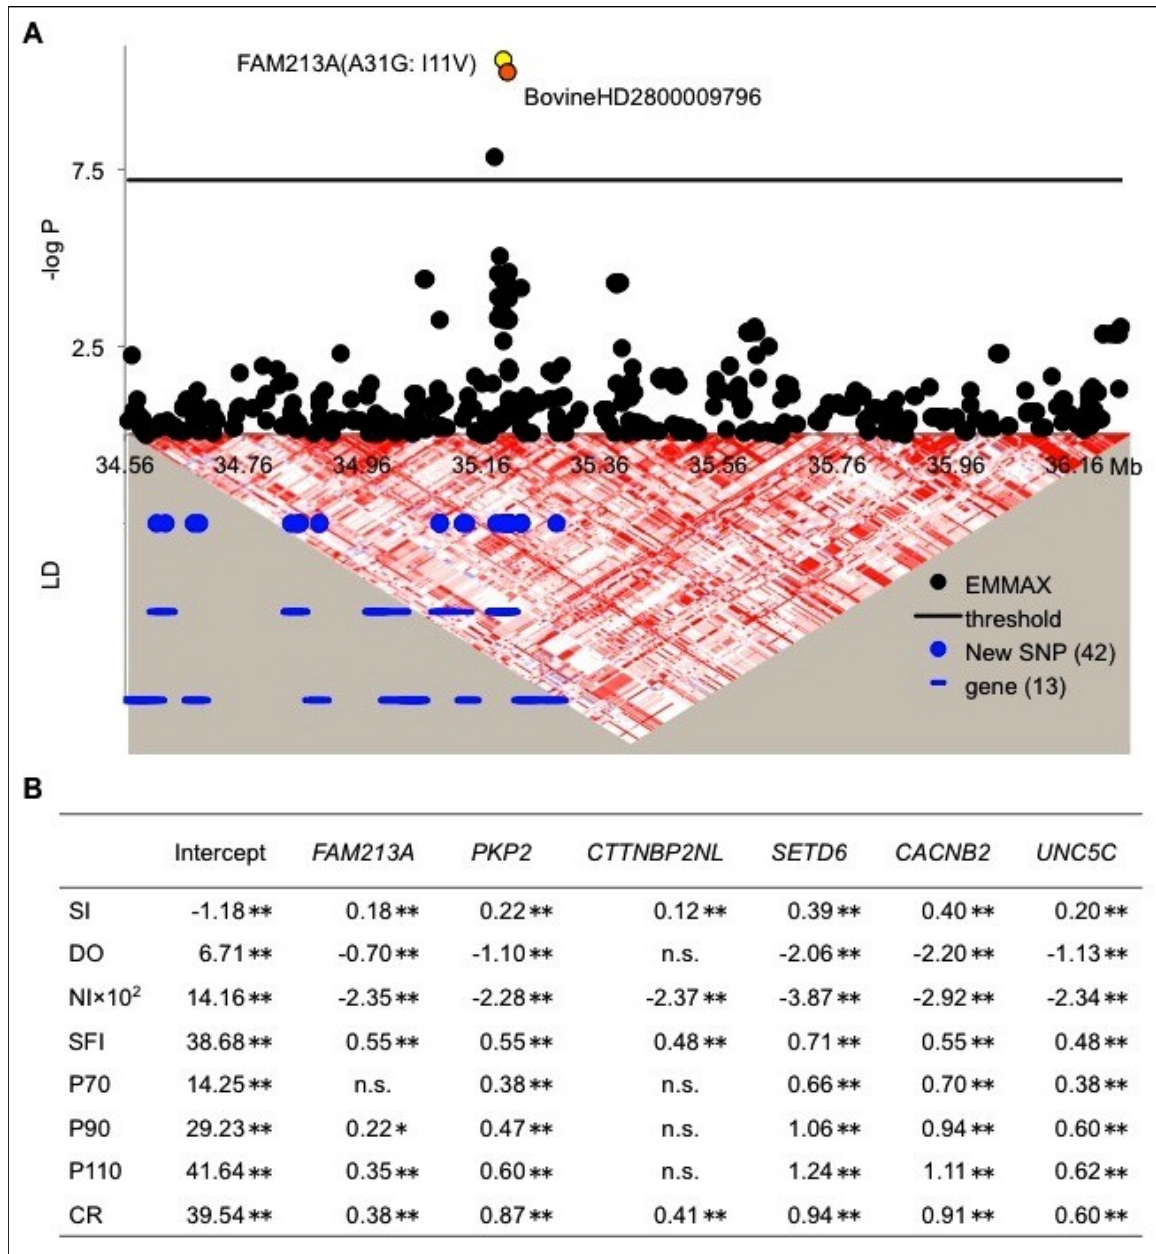 A
FAM213A(A31G: I11V)
BovineHD2800009796
7.5
-log P
2.5
34.56 34.76 34.96 35.16 35.36 35.56 35.76 35.96 36.16 Mb
LD
EMMAX
threshold
New SNP (42)
gene (13)
B
Intercept FAM213A PKP2 CTTNBP2NL SETD6 CACNB2 UNC5C
SI -1.18** 0.18** 0.22** 0.12** 0.39** 0.40** 0.20**
DO 6.71** -0.70** -1.10** n.s. -2.06** -2.20** -1.13**
NI×10² 14.16** -2.35** -2.28** -2.37** -3.87** -2.92** -2.34**
SFI 38.68** 0.55** 0.55** 0.48** 0.71** 0.55** 0.48**
P70 14.25** n.s. 0.38** n.s. 0.66** 0.70** 0.38**
P90 29.23** 0.22* 0.47** n.s. 1.06** 0.94** 0.60**
P110 41.64** 0.35** 0.60** n.s. 1.24** 1.11** 0.62**
CR 39.54** 0.38** 0.87** 0.41** 0.94** 0.91** 0.60**